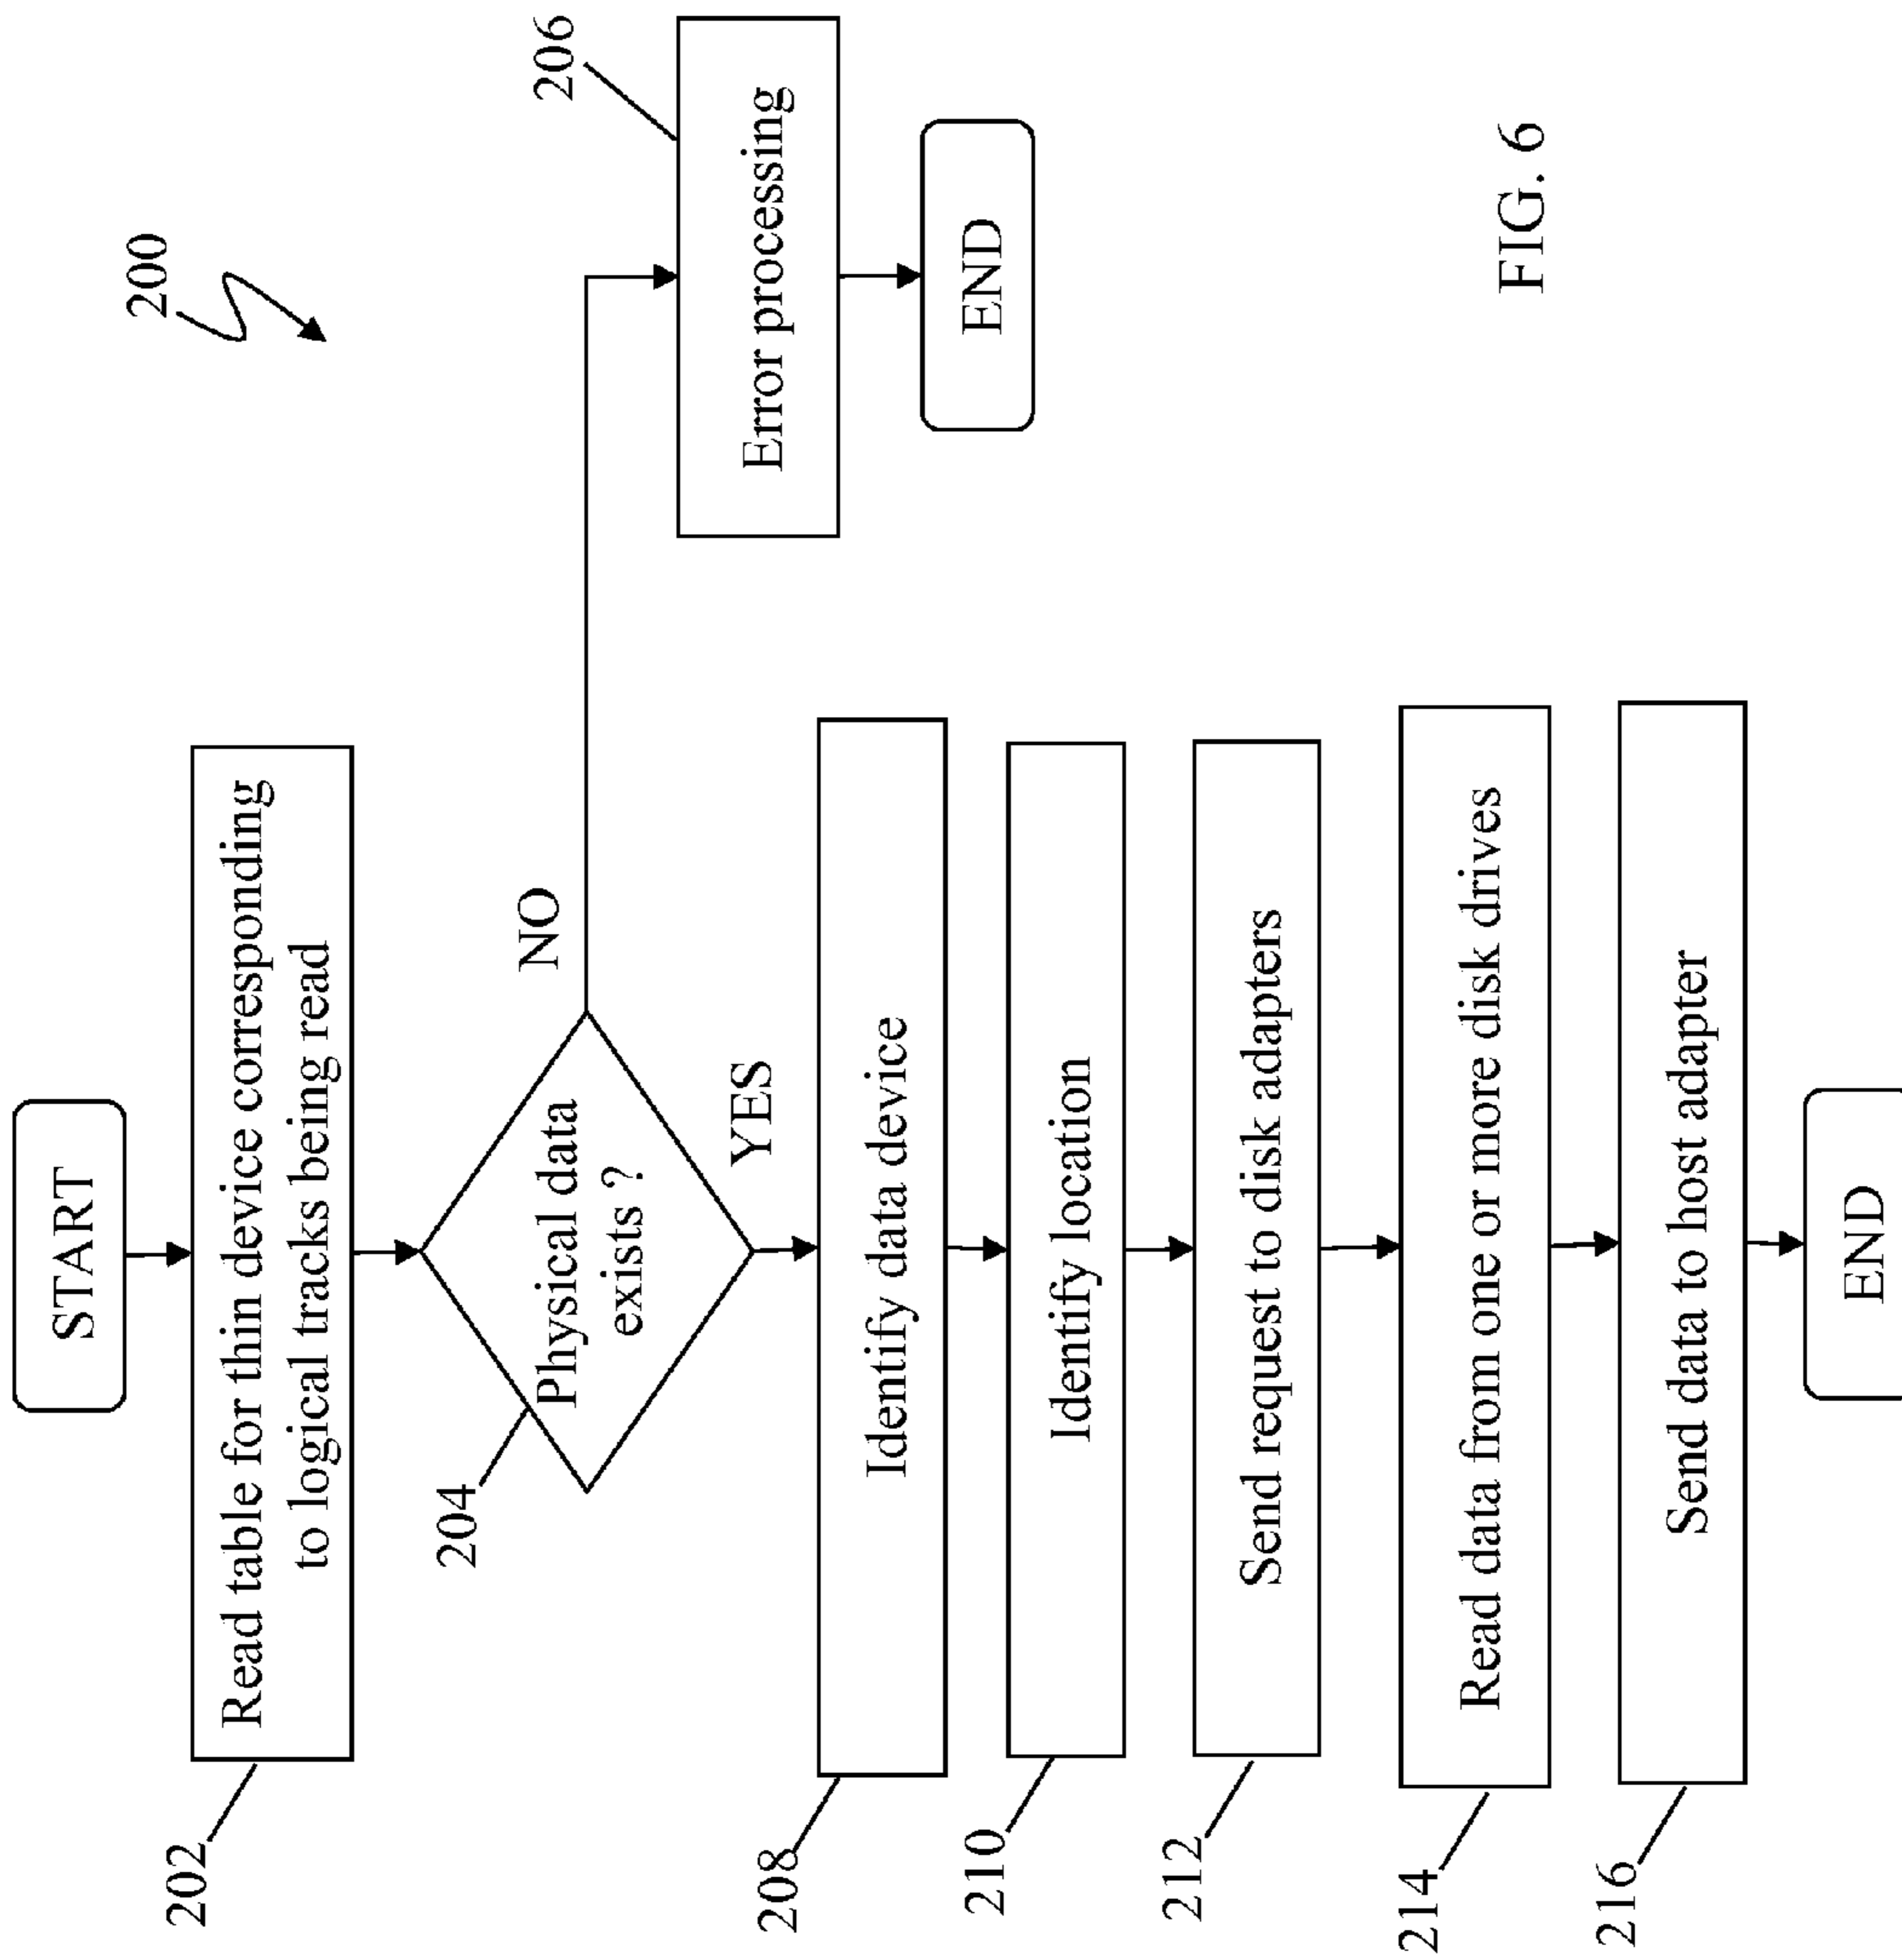 200
START
202
Read table for thin device corresponding
to logical tracks being read
204
Physical data
exists ?
NO
206
Error processing
END
YES
208
Identify data device
210
Identify location
212
Send request to disk adapters
214
Read data from one or more disk drives
216
Send data to host adapter
END
FIG. 6